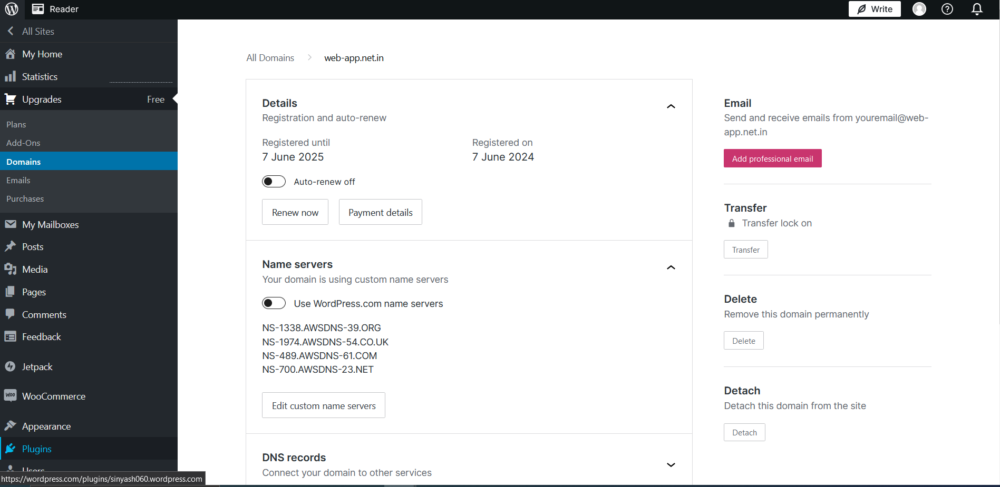 Reader
Write
All Sites
My Home
Statistics
Upgrades Free
Plans
Add-Ons
Domains
Emails
Purchases
My Mailboxes
Posts
Media
Pages
Comments
Feedback
Jetpack
WOO WooCommerce
Appearance
Plugins
Users
https://wordpress.com/plugins/sinyash060.wordpress.com
All Domains web-app.net.in
Details
Registration and auto-renew
Registered until Registered on
7 June 2025 7 June 2024
Auto-renew off
Renew now Payment details
Name servers
Your domain is using custom name servers
Use WordPress.com name servers
NS-1338.AWSDNS-39.ORG
NS-1974.AWSDNS-54.CO.UK
NS-489.AWSDNS-61.COM
NS-700.AWSDNS-23.NET
Edit custom name servers
DNS records
Connect your domain to other services
Email
Send and receive emails from youremail@web-
app.net.in
Add professional email
Transfer
Transfer lock on
Transfer
Delete
Remove this domain permanently
Delete
Detach
Detach this domain from the site
Detach